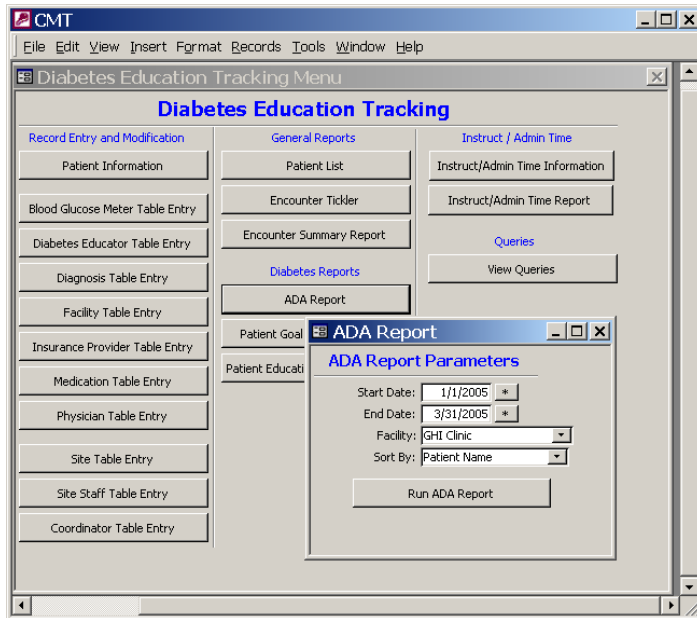 CMT
File Edit View Insert Format Records Tools Window Help
Diabetes Education Tracking Menu
Diabetes Education Tracking
Record Entry and Modification
Patient Information
Blood Glucose Meter Table Entry
Diabetes Educator Table Entry
Diagnosis Table Entry
Facility Table Entry
Insurance Provider Table Entry
Medication Table Entry
Physician Table Entry
Site Table Entry
Site Staff Table Entry
Coordinator Table Entry
General Reports
Patient List
Encounter Tickler
Encounter Summary Report
Diabetes Reports
ADA Report
Patient Goal
Patient Educati
Instruct / Admin Time
Instruct/Admin Time Information
Instruct/Admin Time Report
Queries
View Queries
ADA Report
ADA Report Parameters
Start Date: 1/1/2005 *
End Date: 3/31/2005 *
Facility: GHI Clinic
Sort By: Patient Name
Run ADA Report